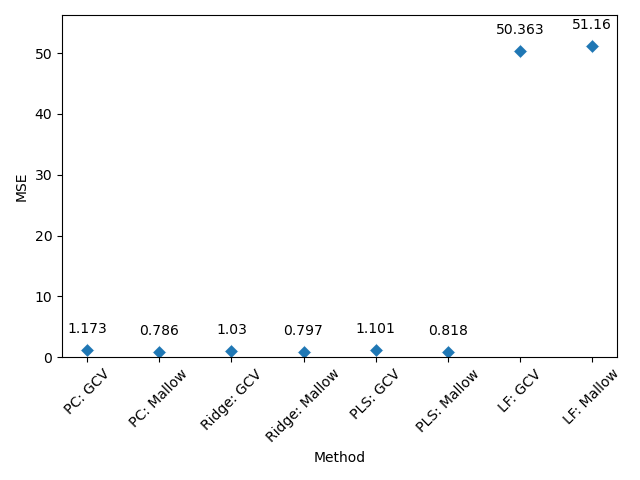 51.16
50.363
50
40
30
20
10
0
MSE
1.173
0.786
1.03
0.797
1.101
0.818
PC: GCV
PC: Mallow
Ridge: GCV
Ridge: Mallow
PLS: GCV
PLS: Mallow
LF: GCV
LF: Mallow
Method